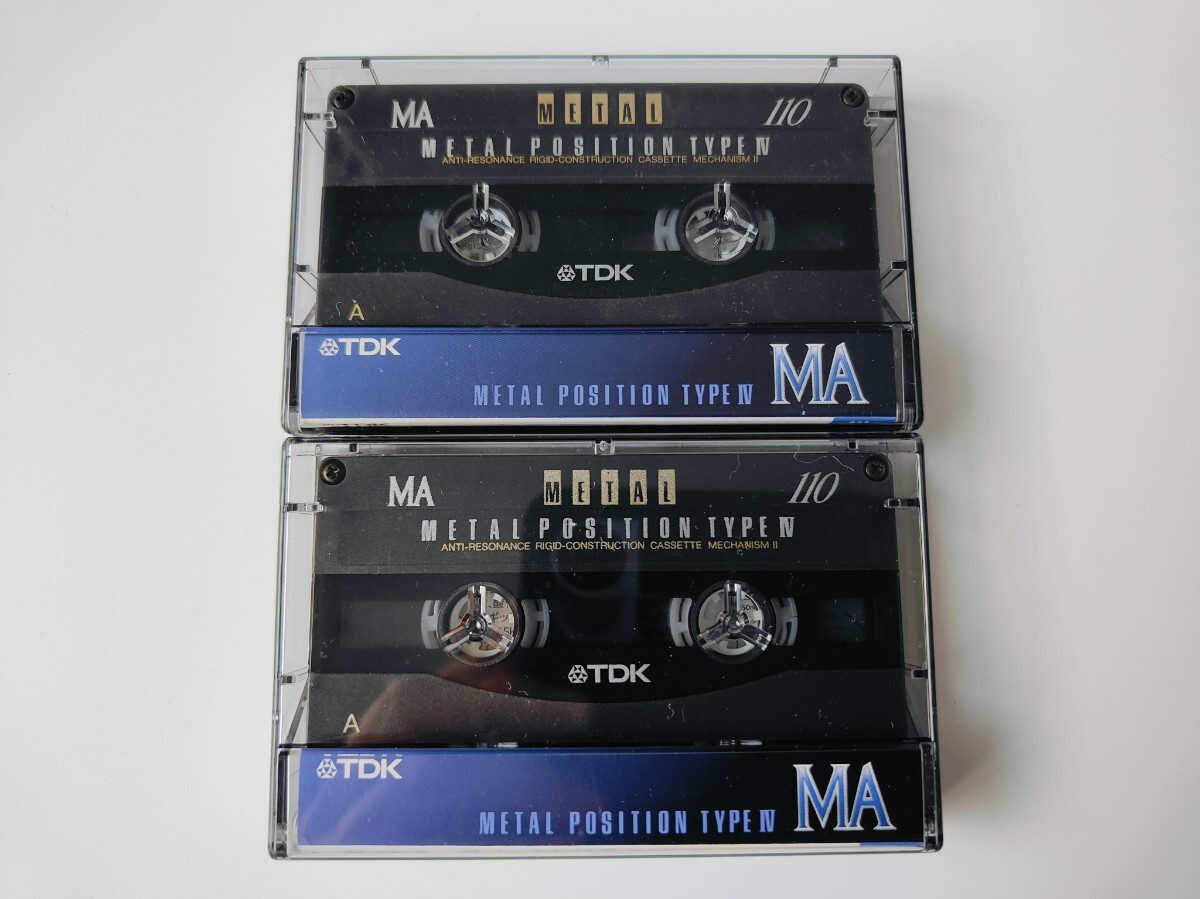 MA METAL 110
METAL POSITION TYPE IV
ANTI-RESONANCE RIGID-CONSTRUCTION CASSETTE MECHANISM II
TDK
A
TDK
METAL POSITION TYPE IV MA
MA METAL 110
METAL POSITION TYPE IV
ANTI-RESONANCE RIGID-CONSTRUCTION CASSETTE MECHANISM II
TDK
A
TDK
METAL POSITION TYPE IV MA